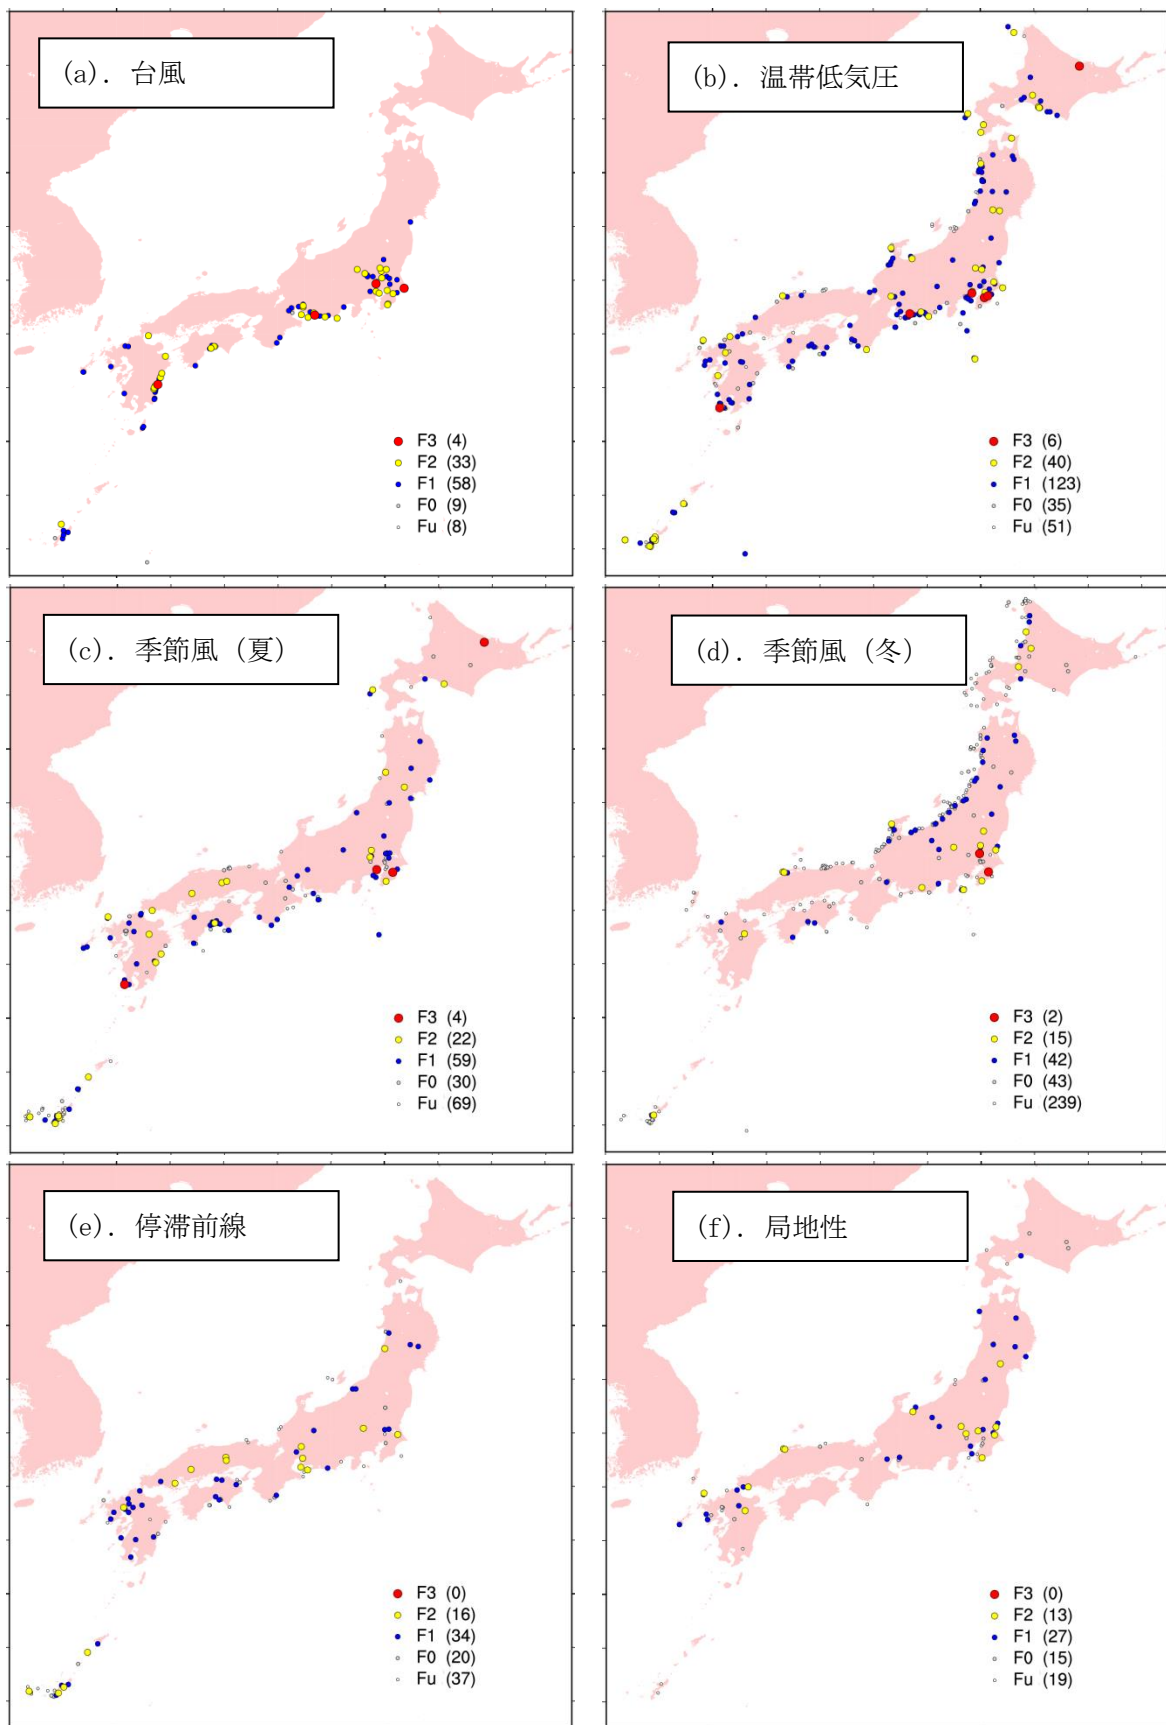 (a). 台風
F3 (4)
F2 (33)
F1 (58)
F0 (9)
Fu (8)
(b). 温帯低気圧
F3 (6)
F2 (40)
F1 (123)
F0 (35)
Fu (51)
(c). 季節風 (夏)
F3 (4)
F2 (22)
F1 (59)
F0 (30)
Fu (69)
(d). 季節風 (冬)
F3 (2)
F2 (15)
F1 (42)
F0 (43)
Fu (239)
(e). 停滞前線
F3 (0)
F2 (16)
F1 (34)
F0 (20)
Fu (37)
(f). 局地性
F3 (0)
F2 (13)
F1 (27)
F0 (15)
Fu (19)